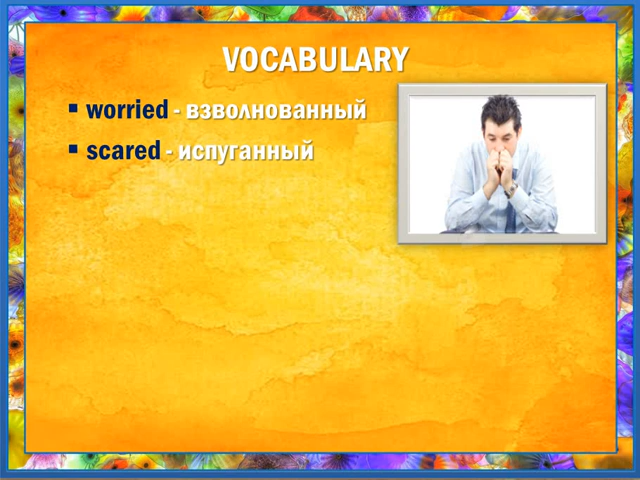 VOCABULARY
▪ worried - взволнованный
▪ scared - испуганный